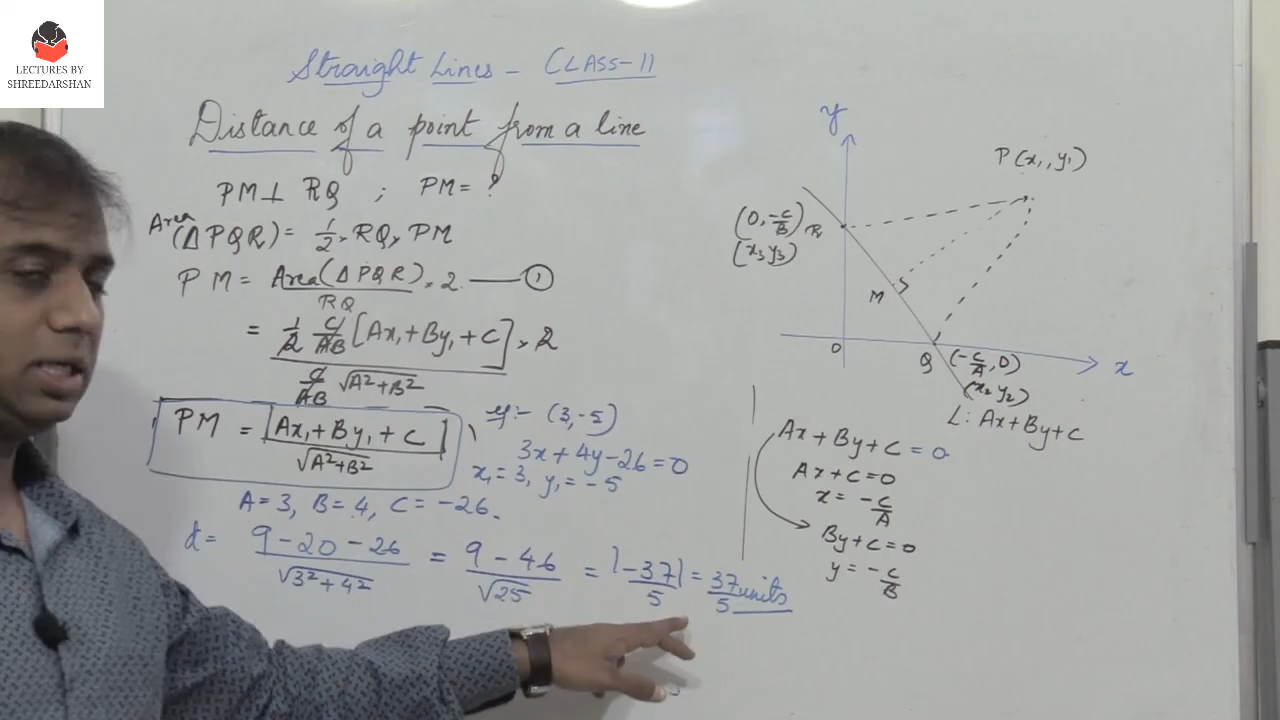 LECTURES BY
SHREEDARSHAN
Straight Lines - CLASS-11
Distance of a point from a line
PM⊥ RQ ; PM= ?
Area (ΔPQR)= 1/2 × RQ × PM
PM= Area(ΔPQR)/RQ × 2 —— ①
= 1/2 C/AB [Ax₁+By₁+C] × 2
C/AB √A²+B²
PM = |Ax₁+By₁+C|/√A²+B²
eg:- (3,-5)
3x+4y-26=0
x₁=3, y₁=-5
A=3, B=4, C=-26.
d= 9-20-26/√3²+4² = 9-46/√25 = |-37|/5 = 37/5 units
y
P(x₁,y₁)
(0,-C/B) R
(x₃ y₃)
M
O
Q
(-C/A,0)
x
(x₂ y₂)
L: Ax+By+C
Ax+By+C=0
Ax+C=0
x= -C/A
By+C=0
y= -C/B